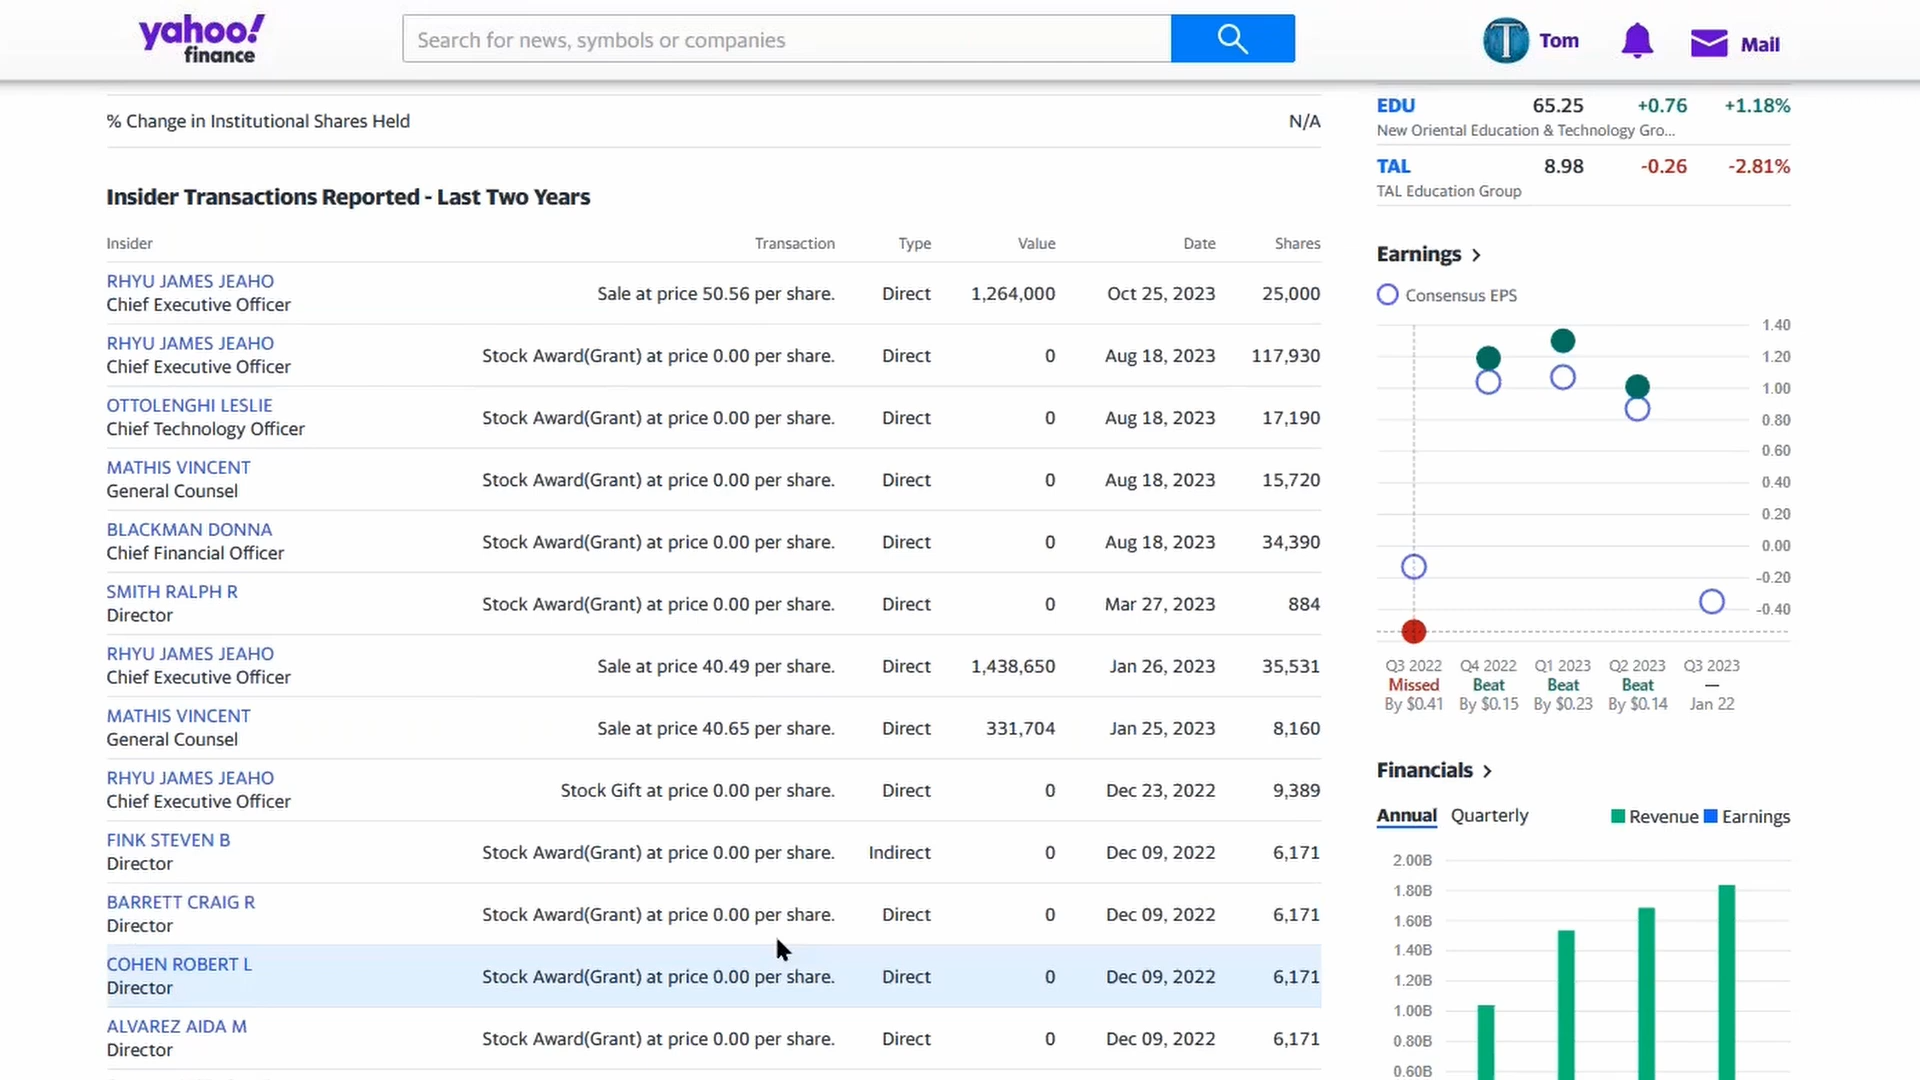 yahoo!
finance
Search for news, symbols or companies
T
Tom
Mail
% Change in Institutional Shares Held N/A
Insider Transactions Reported - Last Two Years
Insider Transaction Type Value Date Shares
RHYU JAMES JEAHO
Chief Executive Officer
Sale at price 50.56 per share. Direct 1,264,000 Oct 25, 2023 25,000
RHYU JAMES JEAHO
Chief Executive Officer
Stock Award(Grant) at price 0.00 per share. Direct 0 Aug 18, 2023 117,930
OTTOLENGHI LESLIE
Chief Technology Officer
Stock Award(Grant) at price 0.00 per share. Direct 0 Aug 18, 2023 17,190
MATHIS VINCENT
General Counsel
Stock Award(Grant) at price 0.00 per share. Direct 0 Aug 18, 2023 15,720
BLACKMAN DONNA
Chief Financial Officer
Stock Award(Grant) at price 0.00 per share. Direct 0 Aug 18, 2023 34,390
SMITH RALPH R
Director
Stock Award(Grant) at price 0.00 per share. Direct 0 Mar 27, 2023 884
RHYU JAMES JEAHO
Chief Executive Officer
Sale at price 40.49 per share. Direct 1,438,650 Jan 26, 2023 35,531
MATHIS VINCENT
General Counsel
Sale at price 40.65 per share. Direct 331,704 Jan 25, 2023 8,160
RHYU JAMES JEAHO
Chief Executive Officer
Stock Gift at price 0.00 per share. Direct 0 Dec 23, 2022 9,389
FINK STEVEN B
Director
Stock Award(Grant) at price 0.00 per share. Indirect 0 Dec 09, 2022 6,171
BARRETT CRAIG R
Director
Stock Award(Grant) at price 0.00 per share. Direct 0 Dec 09, 2022 6,171
COHEN ROBERT L
Director
Stock Award(Grant) at price 0.00 per share. Direct 0 Dec 09, 2022 6,171
ALVAREZ AIDA M
Director
Stock Award(Grant) at price 0.00 per share. Direct 0 Dec 09, 2022 6,171
EDU 65.25 +0.76 +1.18%
New Oriental Education & Technology Gro...
TAL 8.98 -0.26 -2.81%
TAL Education Group
Earnings >
Consensus EPS
1.40
1.20
1.00
0.80
0.60
0.40
0.20
0.00
-0.20
-0.40
Q3 2022 Q4 2022 Q1 2023 Q2 2023 Q3 2023
Missed Beat Beat Beat —
By $0.41 By $0.15 By $0.23 By $0.14 Jan 22
Financials >
Annual Quarterly Revenue Earnings
2.00B
1.80B
1.60B
1.40B
1.20B
1.00B
0.80B
0.60B